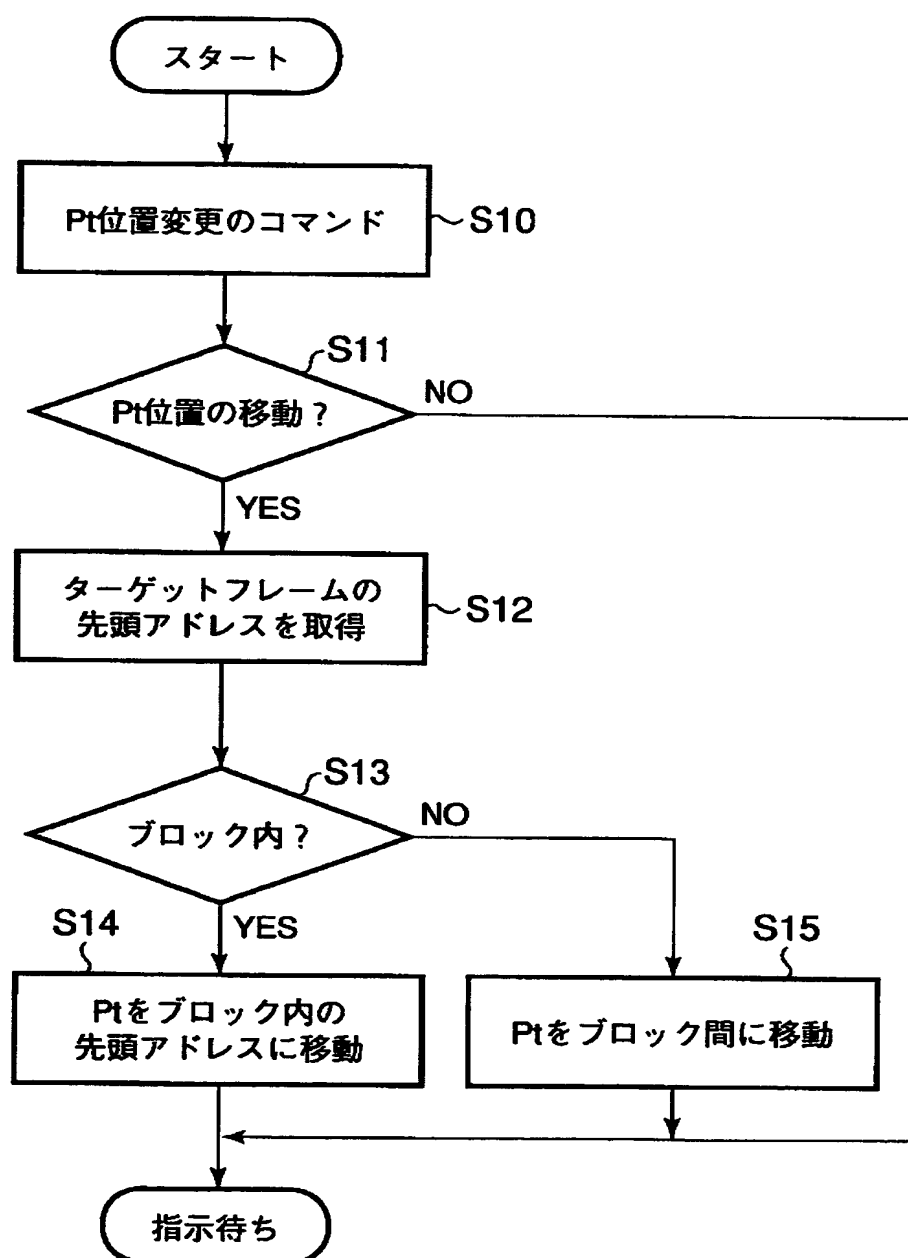 スタート
Pt位置変更のコマンド
S10
S11
Pt位置の移動？
NO
YES
ターゲットフレームの
先頭アドレスを取得
S12
S13
ブロック内？
NO
YES
S14
Ptをブロック内の
先頭アドレスに移動
S15
Ptをブロック間に移動
指示待ち